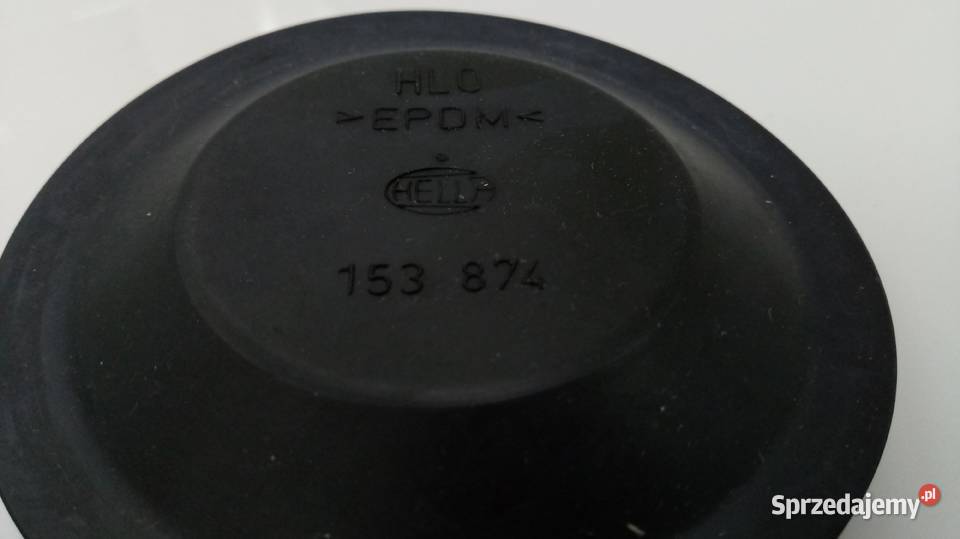 HLO
>EPDM<
HELLA
153 874
Sprzedajemy.pl